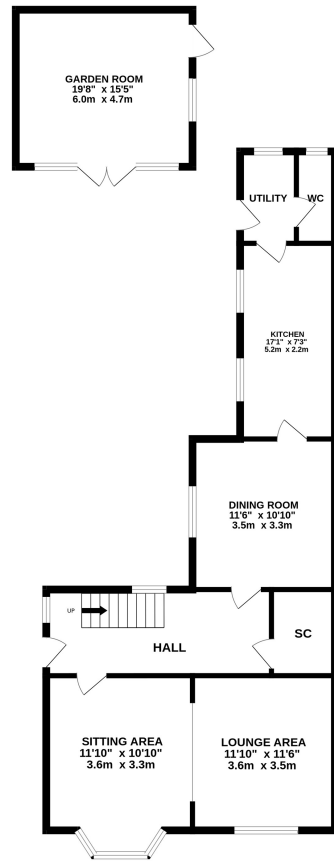 GARDEN ROOM
19'8" x 15'5"
6.0m x 4.7m
UTILITY
WC
KITCHEN
17'1" x 7'3"
5.2m x 2.2m
DINING ROOM
11'6" x 10'10"
3.5m x 3.3m
UP
HALL
SC
SITTING AREA
11'10" x 10'10"
3.6m x 3.3m
LOUNGE AREA
11'10" x 11'6"
3.6m x 3.5m